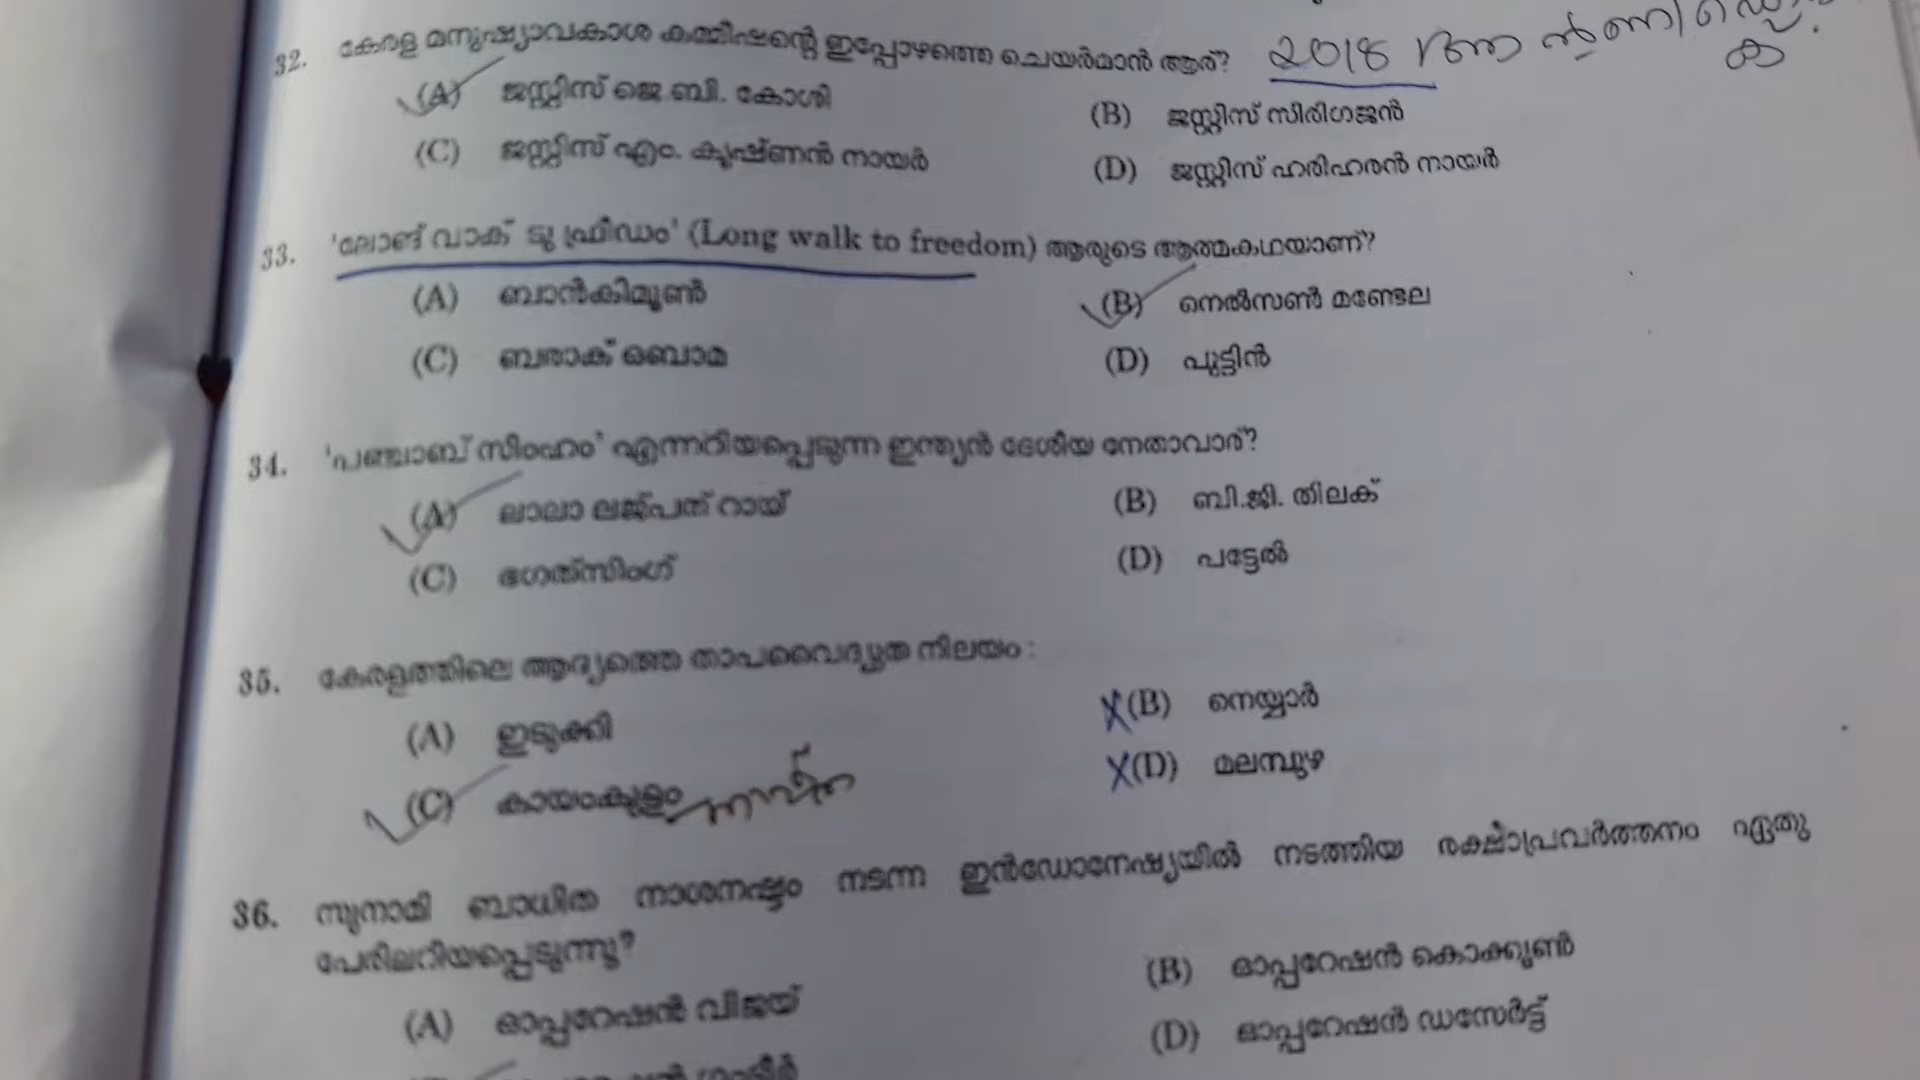 32. കേരള മനുഷ്യാവകാശ കമ്മീഷന്റെ ഇപ്പോഴത്തെ ചെയർമാൻ ആര്? 2018
(A) ജസ്റ്റിസ് ജെ.ബി. കോശി
(B) ജസ്റ്റിസ് സിരിഗജൻ
(C) ജസ്റ്റിസ് എം. കൃഷ്ണൻ നായർ
(D) ജസ്റ്റിസ് ഹരിഹരൻ നായർ
33. 'ലോങ് വാക് ടു ഫ്രീഡം' (Long walk to freedom) ആരുടെ ആത്മകഥയാണ്?
(A) ബാൻകിമൂൺ
(B) നെൽസൺ മണ്ടേല
(C) ബരാക് ഒബാമ
(D) പുട്ടിൻ
34. 'പഞ്ചാബ് സിംഹം' എന്നറിയപ്പെടുന്ന ഇന്ത്യൻ ദേശീയ നേതാവാര്?
(A) ലാലാ ലജ്പത് റായ്
(B) ബി.ജി. തിലക്
(C) ഭഗത്സിംഗ്
(D) പട്ടേൽ
35. കേരളത്തിലെ ആദ്യത്തെ താപവൈദ്യുത നിലയം :
(A) ഇടുക്കി
(B) നെയ്യാർ
(C) കായംകുളം
(D) മലമ്പുഴ
36. സുനാമി ബാധിത നാശനഷ്ടം നടന്ന ഇൻഡോനേഷ്യയിൽ നടത്തിയ രക്ഷാപ്രവർത്തനം ഏതു
പേരിലറിയപ്പെടുന്നു?
(A) ഓപ്പറേഷൻ വിജയ്
(B) ഓപ്പറേഷൻ കൊക്കൂൺ
(D) ഓപ്പറേഷൻ ഡസേർട്ട്